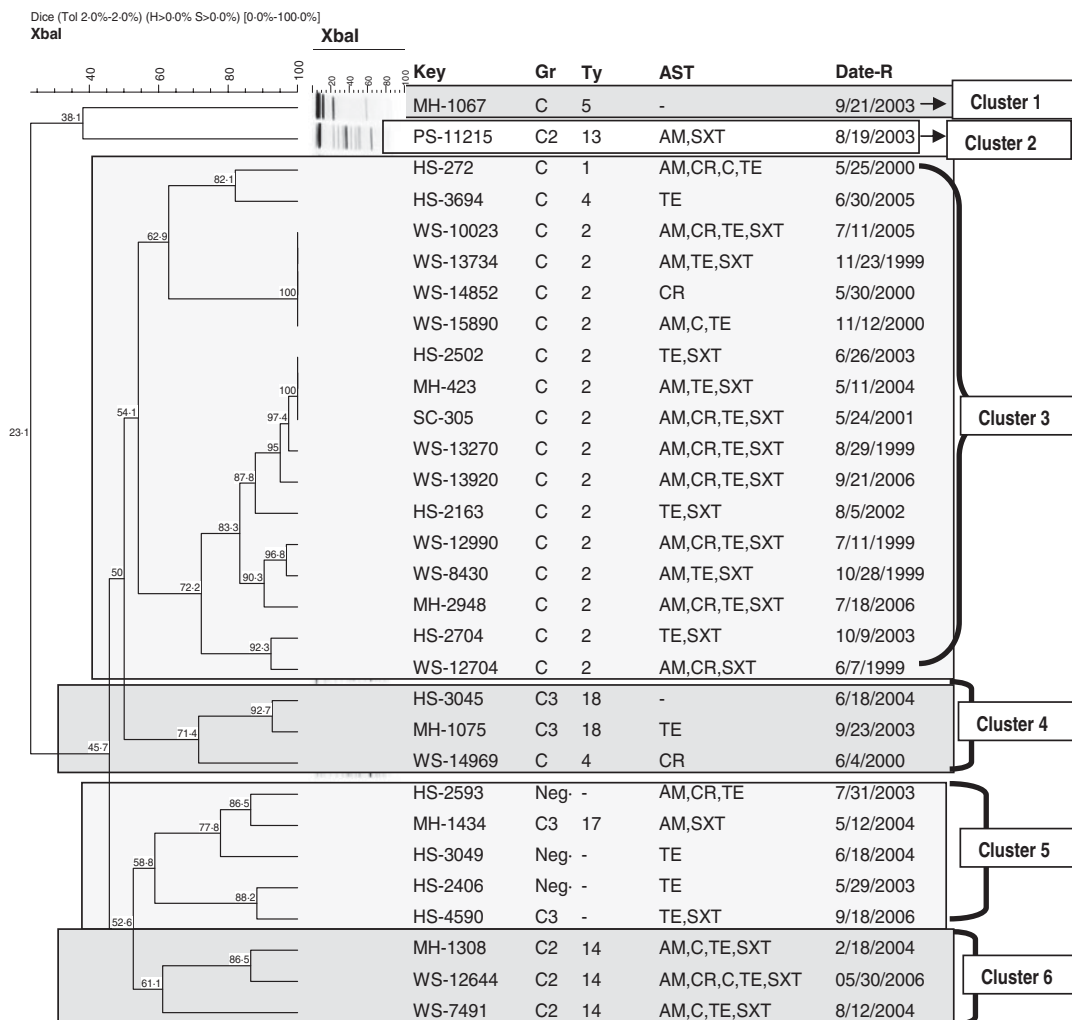 Dice (Tol 2·0%-2·0%) (H>0·0% S>0·0%) [0·0%-100·0%]
XbaI XbaI
40 60 80 100 20 40 60 80 100 Key Gr Ty AST Date-R
MH-1067 C 5 - 9/21/2003 Cluster 1
38·1
PS-11215 C2 13 AM,SXT 8/19/2003 Cluster 2
HS-272 C 1 AM,CR,C,TE 5/25/2000
82·1
HS-3694 C 4 TE 6/30/2005
WS-10023 C 2 AM,CR,TE,SXT 7/11/2005
62·9
WS-13734 C 2 AM,TE,SXT 11/23/1999
100 WS-14852 C 2 CR 5/30/2000
WS-15890 C 2 AM,C,TE 11/12/2000
HS-2502 C 2 TE,SXT 6/26/2003
100 MH-423 C 2 AM,TE,SXT 5/11/2004
54·1 97·4 SC-305 C 2 AM,CR,TE,SXT 5/24/2001 Cluster 3
23·1
95 WS-13270 C 2 AM,CR,TE,SXT 8/29/1999
87·8 WS-13920 C 2 AM,CR,TE,SXT 9/21/2006
HS-2163 C 2 TE,SXT 8/5/2002
83·3
WS-12990 C 2 AM,CR,TE,SXT 7/11/1999
96·8
50 90·3 WS-8430 C 2 AM,TE,SXT 10/28/1999
72·2
MH-2948 C 2 AM,CR,TE,SXT 7/18/2006
HS-2704 C 2 TE,SXT 10/9/2003
92·3
WS-12704 C 2 AM,CR,SXT 6/7/1999
HS-3045 C3 18 - 6/18/2004
92·7
71·4 MH-1075 C3 18 TE 9/23/2003 Cluster 4
45·7
WS-14969 C 4 CR 6/4/2000
HS-2593 Neg· - AM,CR,TE 7/31/2003
86·5
77·8 MH-1434 C3 17 AM,SXT 5/12/2004
HS-3049 Neg· - TE 6/18/2004 Cluster 5
58·8
HS-2406 Neg· - TE 5/29/2003
88·2
52·6 HS-4590 C3 - TE,SXT 9/18/2006
MH-1308 C2 14 AM,C,TE,SXT 2/18/2004
86·5
61·1 WS-12644 C2 14 AM,CR,C,TE,SXT 05/30/2006 Cluster 6
WS-7491 C2 14 AM,C,TE,SXT 8/12/2004